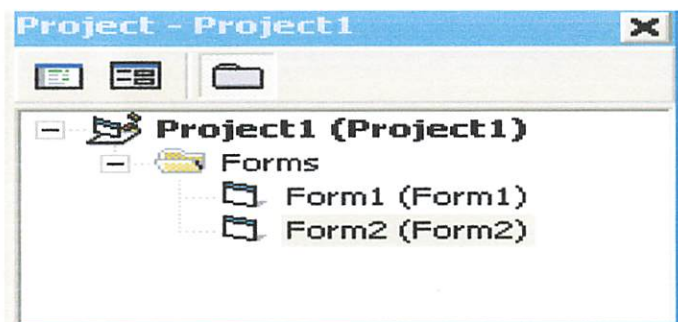 Project - Project1
Project1 (Project1)
Forms
Form1 (Form1)
Form2 (Form2)